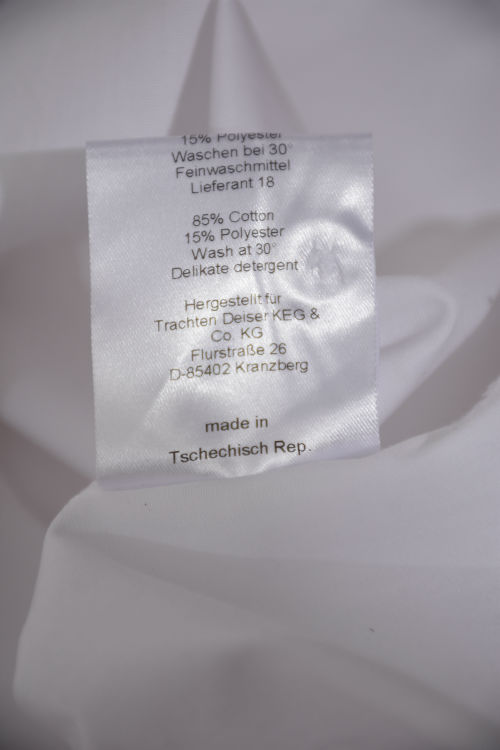 15% Polyester
Waschen bei 30°
Feinwaschmittel
Lieferant 18
85% Cotton
15% Polyester
Wash at 30°
Delikate detergent
Hergestellt für
Trachten Deiser KEG &
Co. KG
Flurstraße 26
D-85402 Kranzberg
made in
Tschechisch Rep.